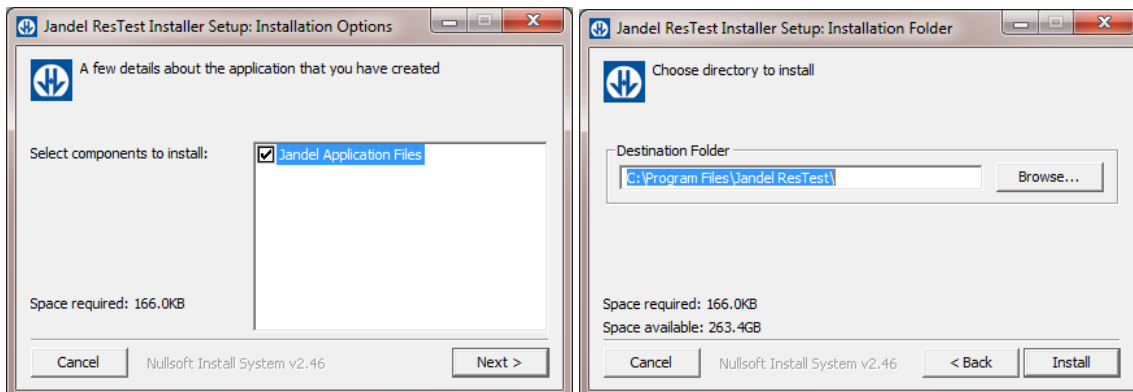 Jandel ResTest Installer Setup: Installation Options
A few details about the application that you have created
Select components to install:
Jandel Application Files
Space required: 166.0KB
Cancel
Nullsoft Install System v2.46
Next >
Jandel ResTest Installer Setup: Installation Folder
Choose directory to install
Destination Folder
C:\Program Files\Jandel ResTest\
Browse...
Space required: 166.0KB
Space available: 263.4GB
Cancel
Nullsoft Install System v2.46
< Back
Install